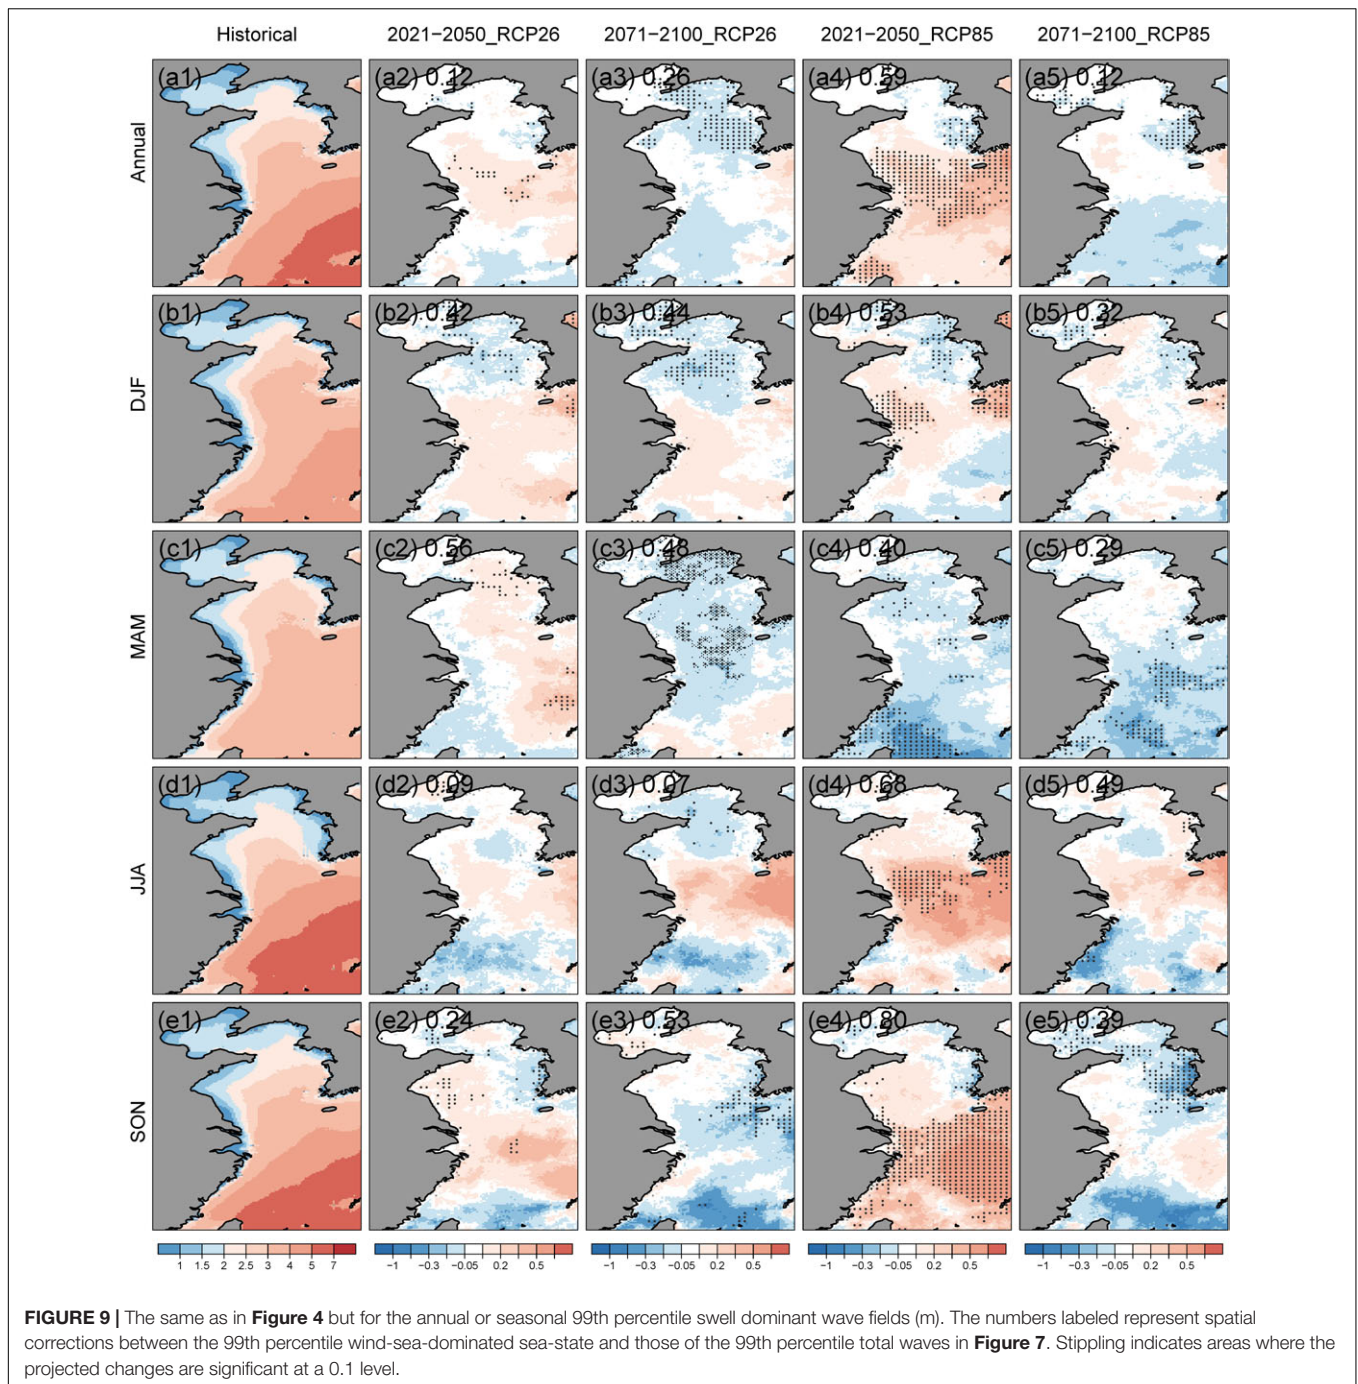 Historical 2021-2050_RCP26 2071-2100_RCP26 2021-2050_RCP85 2071-2100_RCP85
Annual
(a1) (a2) 0.12 (a3) 0.26 (a4) 0.59 (a5) 0.12
DJF
(b1) (b2) 0.42 (b3) 0.44 (b4) 0.53 (b5) 0.32
MAM
(c1) (c2) 0.56 (c3) 0.48 (c4) 0.40 (c5) 0.29
JJA
(d1) (d2) 0.09 (d3) 0.07 (d4) 0.68 (d5) 0.49
SON
(e1) (e2) 0.24 (e3) 0.53 (e4) 0.80 (e5) 0.39
1 1.5 2 2.5 3 4 5 7 −1 −0.3 −0.05 0.2 0.5 −1 −0.3 −0.05 0.2 0.5 −1 −0.3 −0.05 0.2 0.5 −1 −0.3 −0.05 0.2 0.5
FIGURE 9 | The same as in Figure 4 but for the annual or seasonal 99th percentile swell dominant wave fields (m). The numbers labeled represent spatial
corrections between the 99th percentile wind-sea-dominated sea-state and those of the 99th percentile total waves in Figure 7. Stippling indicates areas where the
projected changes are significant at a 0.1 level.